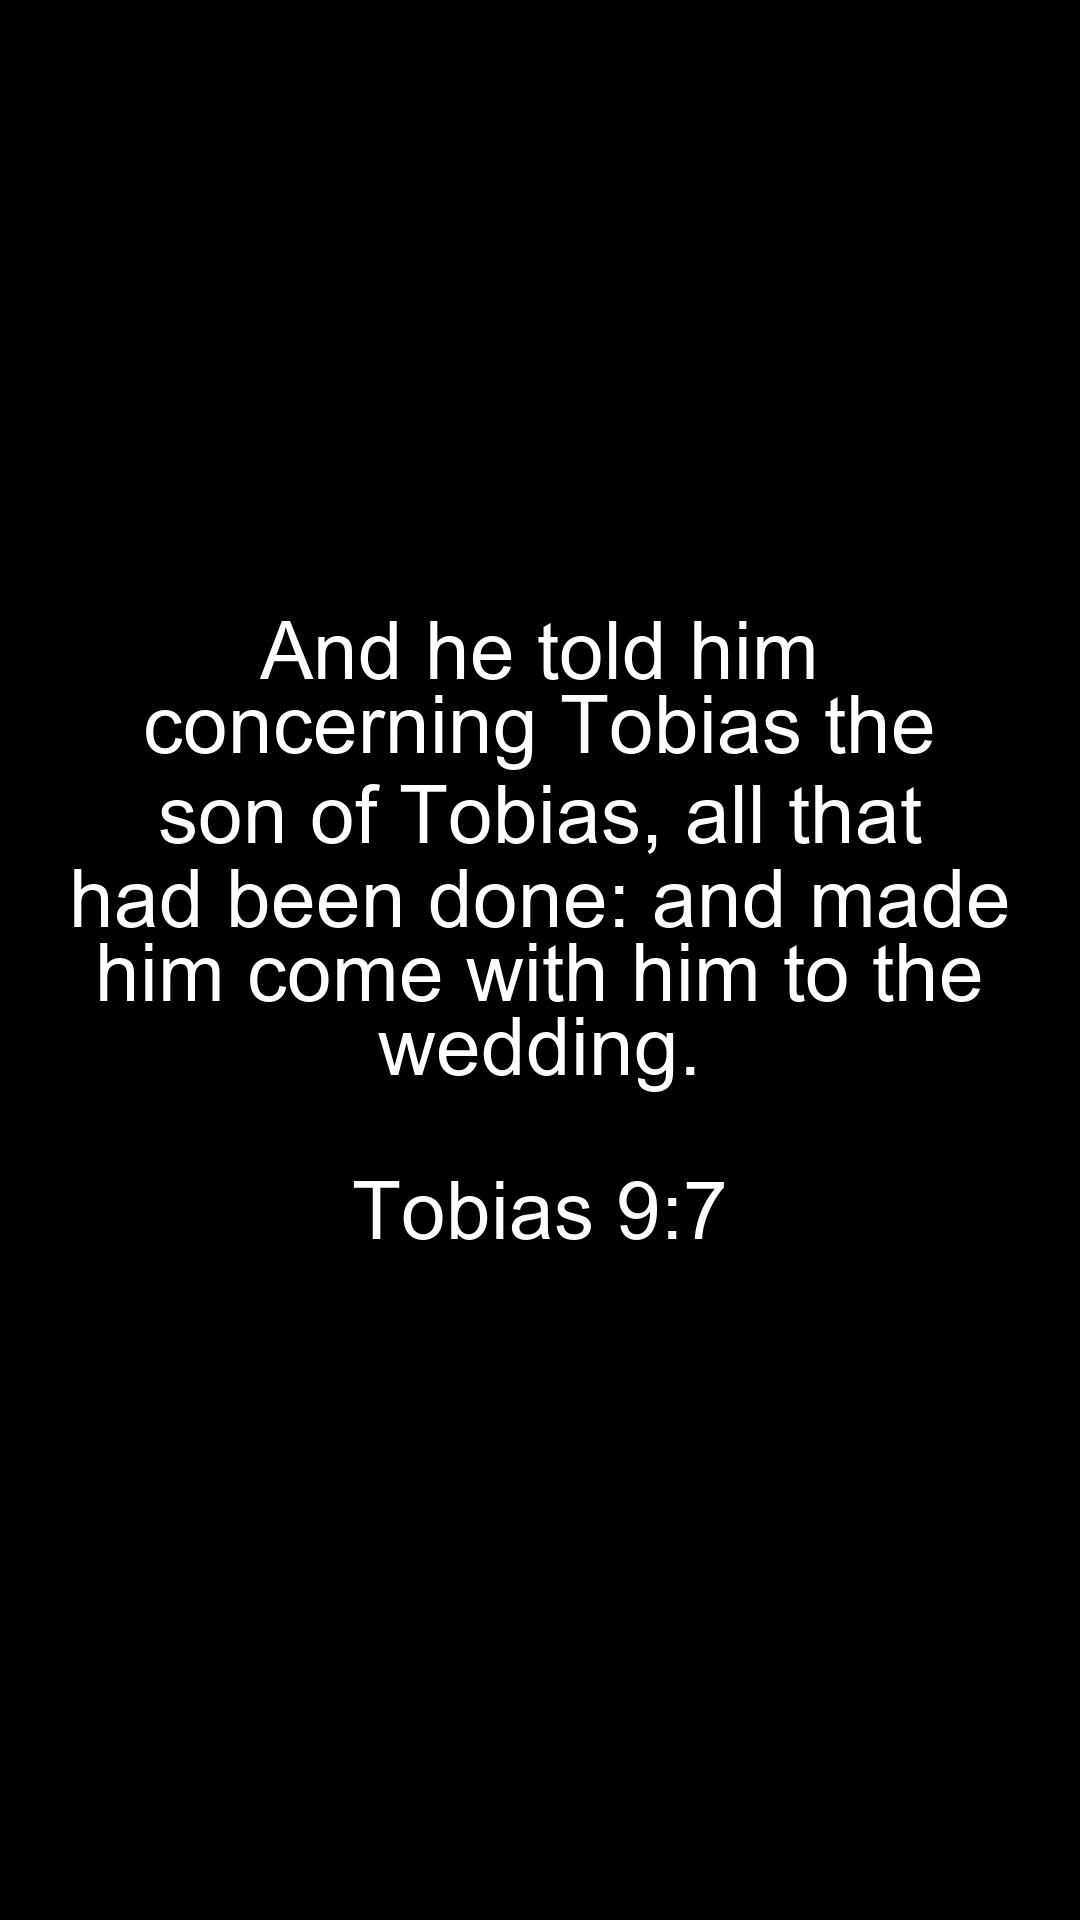 And he told him
concerning Tobias the
son of Tobias, all that
had been done: and made
him come with him to the
wedding.
Tobias 9:7